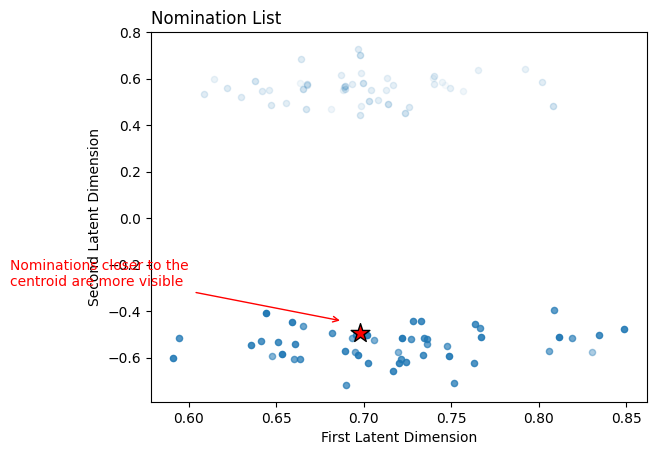 Nomination List
0.8
0.6
0.4
0.2
0.0
−0.2
−0.4
−0.6
Second Latent Dimension
Nominations closer to the
centroid are more visible
0.60
0.65
0.70
0.75
0.80
0.85
First Latent Dimension